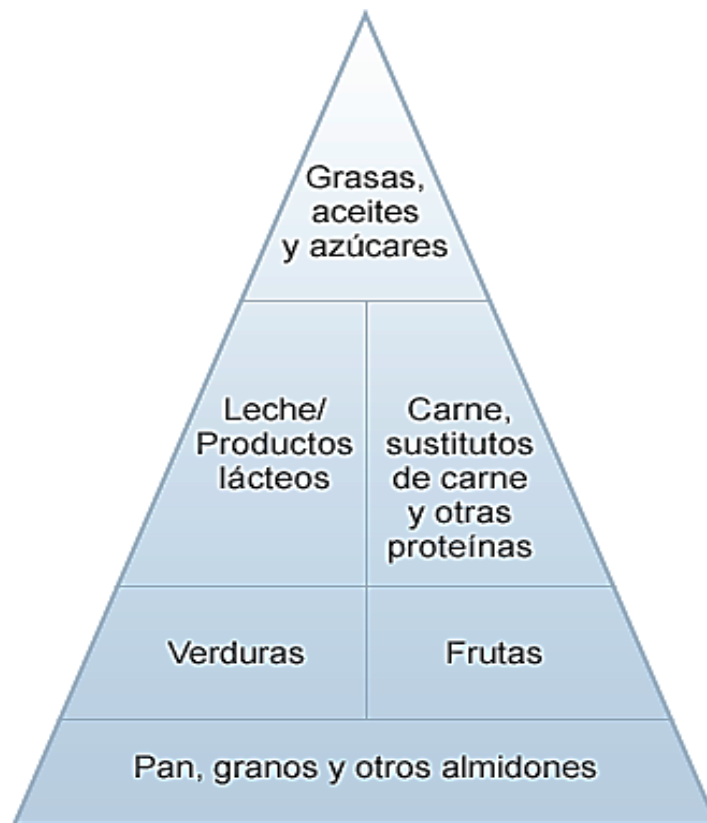 Grasas,
aceites
y azúcares
Leche/
Productos
lácteos
Carne,
sustitutos
de carne
y otras
proteínas
Verduras
Frutas
Pan, granos y otros almidones